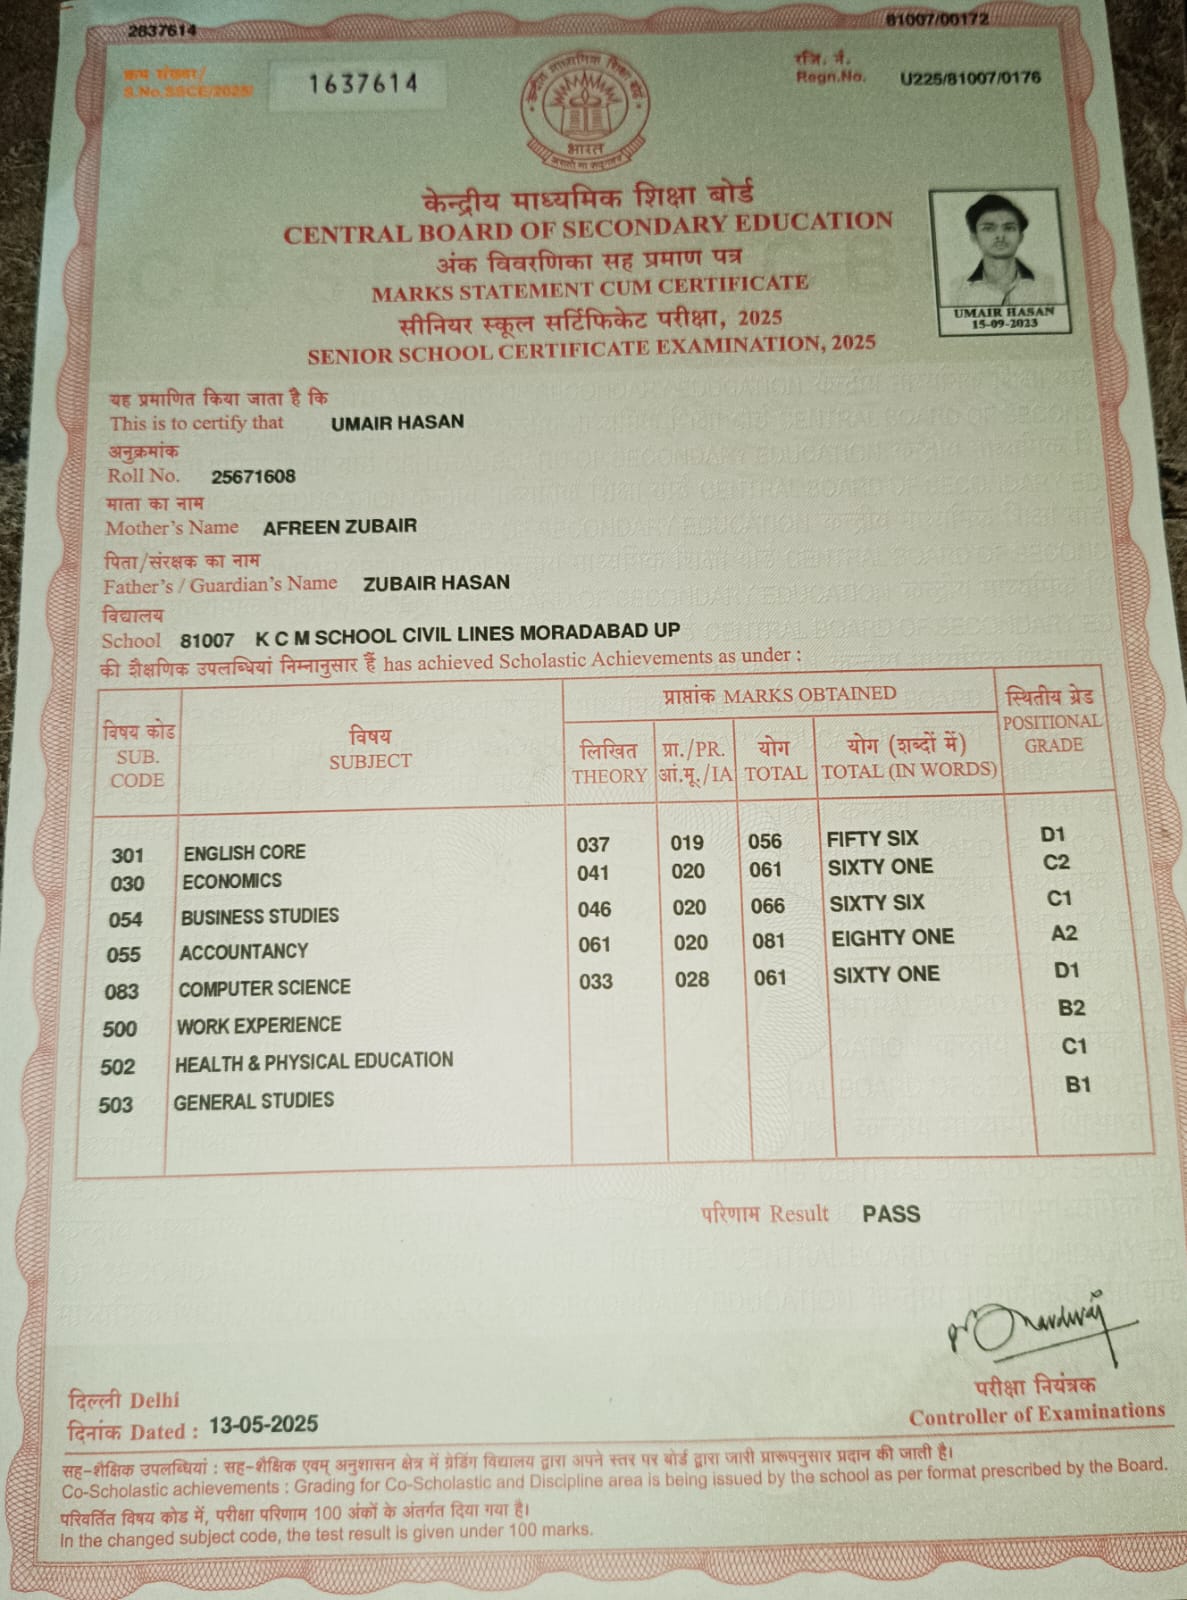 2837614
81007/00172
क्रम संख्या/
S.No.SSCE/2025/
1637614
रजि. नं.
Regn.No.
U225/81007/0176
केन्द्रीय माध्यमिक शिक्षा बोर्ड
भारत
असतो मा सद्गमय
केन्द्रीय माध्यमिक शिक्षा बोर्ड
CENTRAL BOARD OF SECONDARY EDUCATION
अंक विवरणिका सह प्रमाण पत्र
MARKS STATEMENT CUM CERTIFICATE
सीनियर स्कूल सर्टिफिकेट परीक्षा, 2025
SENIOR SCHOOL CERTIFICATE EXAMINATION, 2025
UMAIR HASAN
15-09-2023
यह प्रमाणित किया जाता है कि
This is to certify that UMAIR HASAN
अनुक्रमांक
Roll No. 25671608
माता का नाम
Mother's Name AFREEN ZUBAIR
पिता/संरक्षक का नाम
Father's / Guardian's Name ZUBAIR HASAN
विद्यालय
School 81007 K C M SCHOOL CIVIL LINES MORADABAD UP
की शैक्षणिक उपलब्धियां निम्नानुसार हैं has achieved Scholastic Achievements as under :
विषय कोड
SUB.
CODE
विषय
SUBJECT
प्राप्तांक MARKS OBTAINED
लिखित
THEORY
प्रा./PR.
आं.मू./IA
योग
TOTAL
योग (शब्दों में)
TOTAL (IN WORDS)
स्थितीय ग्रेड
POSITIONAL
GRADE
301 ENGLISH CORE 037 019 056 FIFTY SIX D1
030 ECONOMICS 041 020 061 SIXTY ONE C2
054 BUSINESS STUDIES 046 020 066 SIXTY SIX C1
055 ACCOUNTANCY 061 020 081 EIGHTY ONE A2
083 COMPUTER SCIENCE 033 028 061 SIXTY ONE D1
500 WORK EXPERIENCE B2
502 HEALTH & PHYSICAL EDUCATION C1
503 GENERAL STUDIES B1
परिणाम Result PASS
परीक्षा नियंत्रक
Controller of Examinations
दिल्ली Delhi
दिनांक Dated : 13-05-2025
सह-शैक्षिक उपलब्धियां : सह-शैक्षिक एवम् अनुशासन क्षेत्र में ग्रेडिंग विद्यालय द्वारा अपने स्तर पर बोर्ड द्वारा जारी प्रारूपनुसार प्रदान की जाती है।
Co-Scholastic achievements : Grading for Co-Scholastic and Discipline area is being issued by the school as per format prescribed by the Board.
परिवर्तित विषय कोड में, परीक्षा परिणाम 100 अंकों के अंतर्गत दिया गया है।
In the changed subject code, the test result is given under 100 marks.